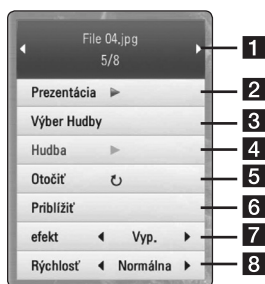 File 04.jpg 1
5/8
Prezentácia ► 2
Výber Hudby 3
Hudba ► 4
Otočiť ↻ 5
Priblížiť 6
efekt ◄ Vyp. ► 7
Rýchlosť ◄ Normálna ► 8